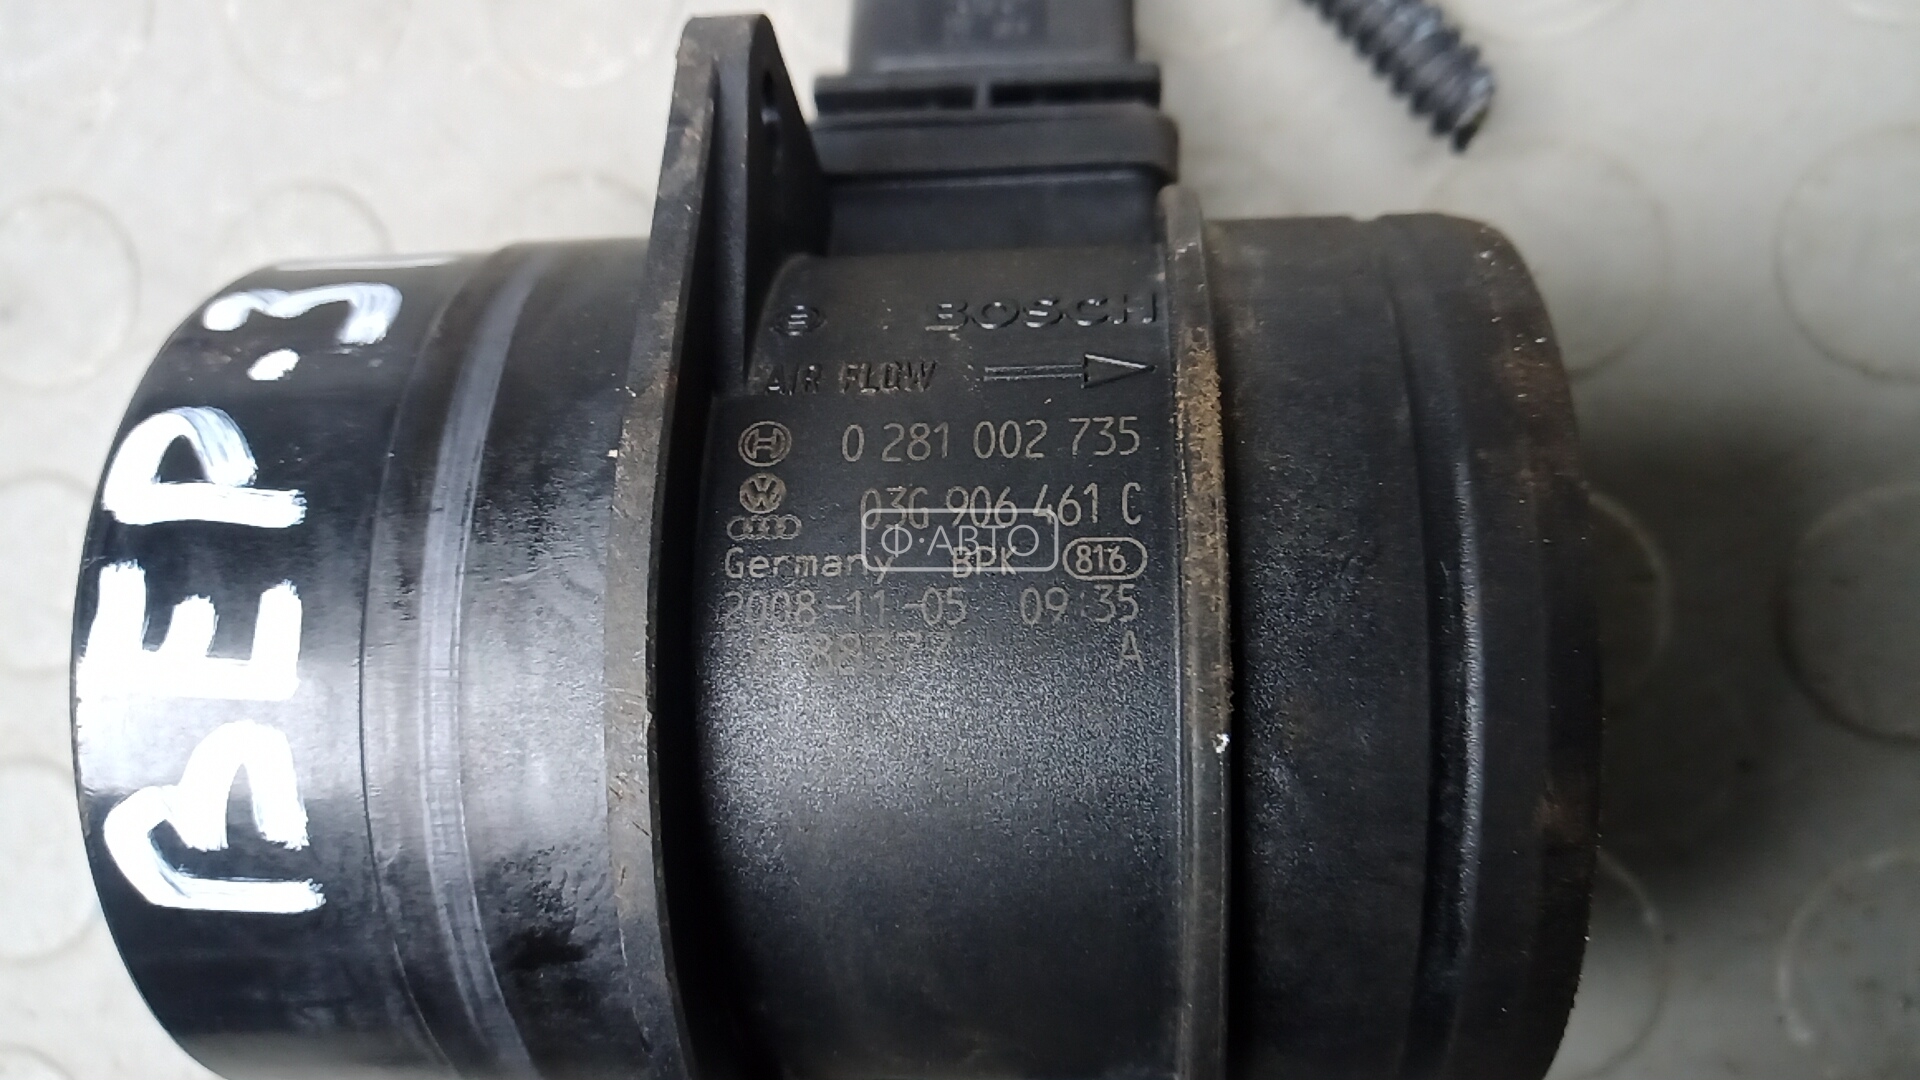 ВЕР.3
BOSCH
AIR FLOW
0 281 002 735
03G 906 461 C
Ф·АВТО
Germany BPK 816
2008-11-05 09:35
A